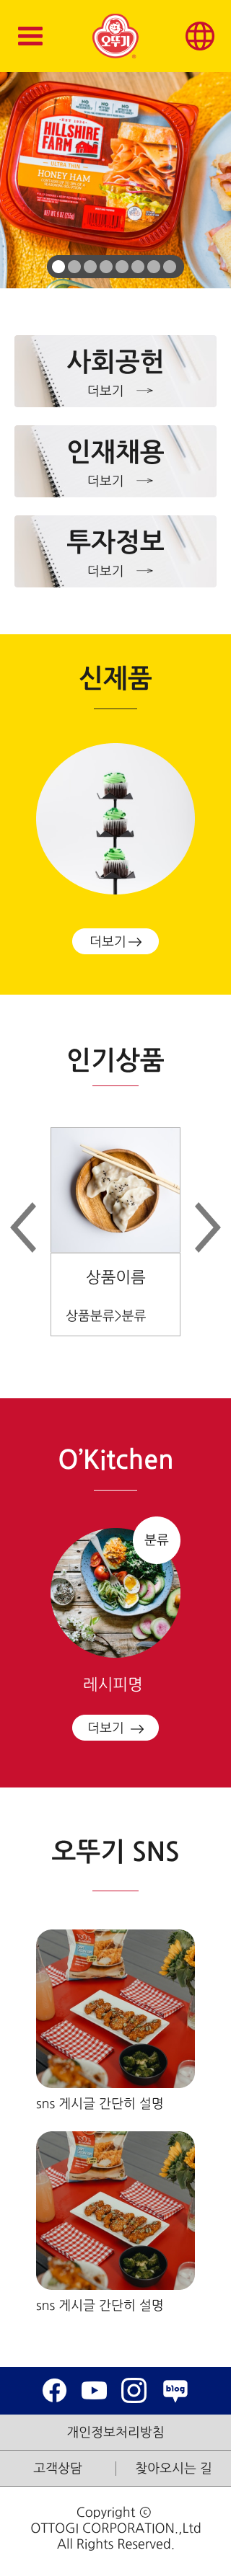 오뚜기
HILLSHIRE
FARM
ULTRA THIN
HONEY HAM
사회공헌
더보기
인재채용
더보기
투자정보
더보기
신제품
더보기
인기상품
상품이름
상품분류>분류
O'Kitchen
분류
레시피명
더보기
오뚜기 SNS
sns 게시글 간단히 설명
sns 게시글 간단히 설명
blog
개인정보처리방침
고객상담
찾아오시는 길
Copyright ©
OTTOGI CORPORATION.,Ltd
All Rights Reserved.